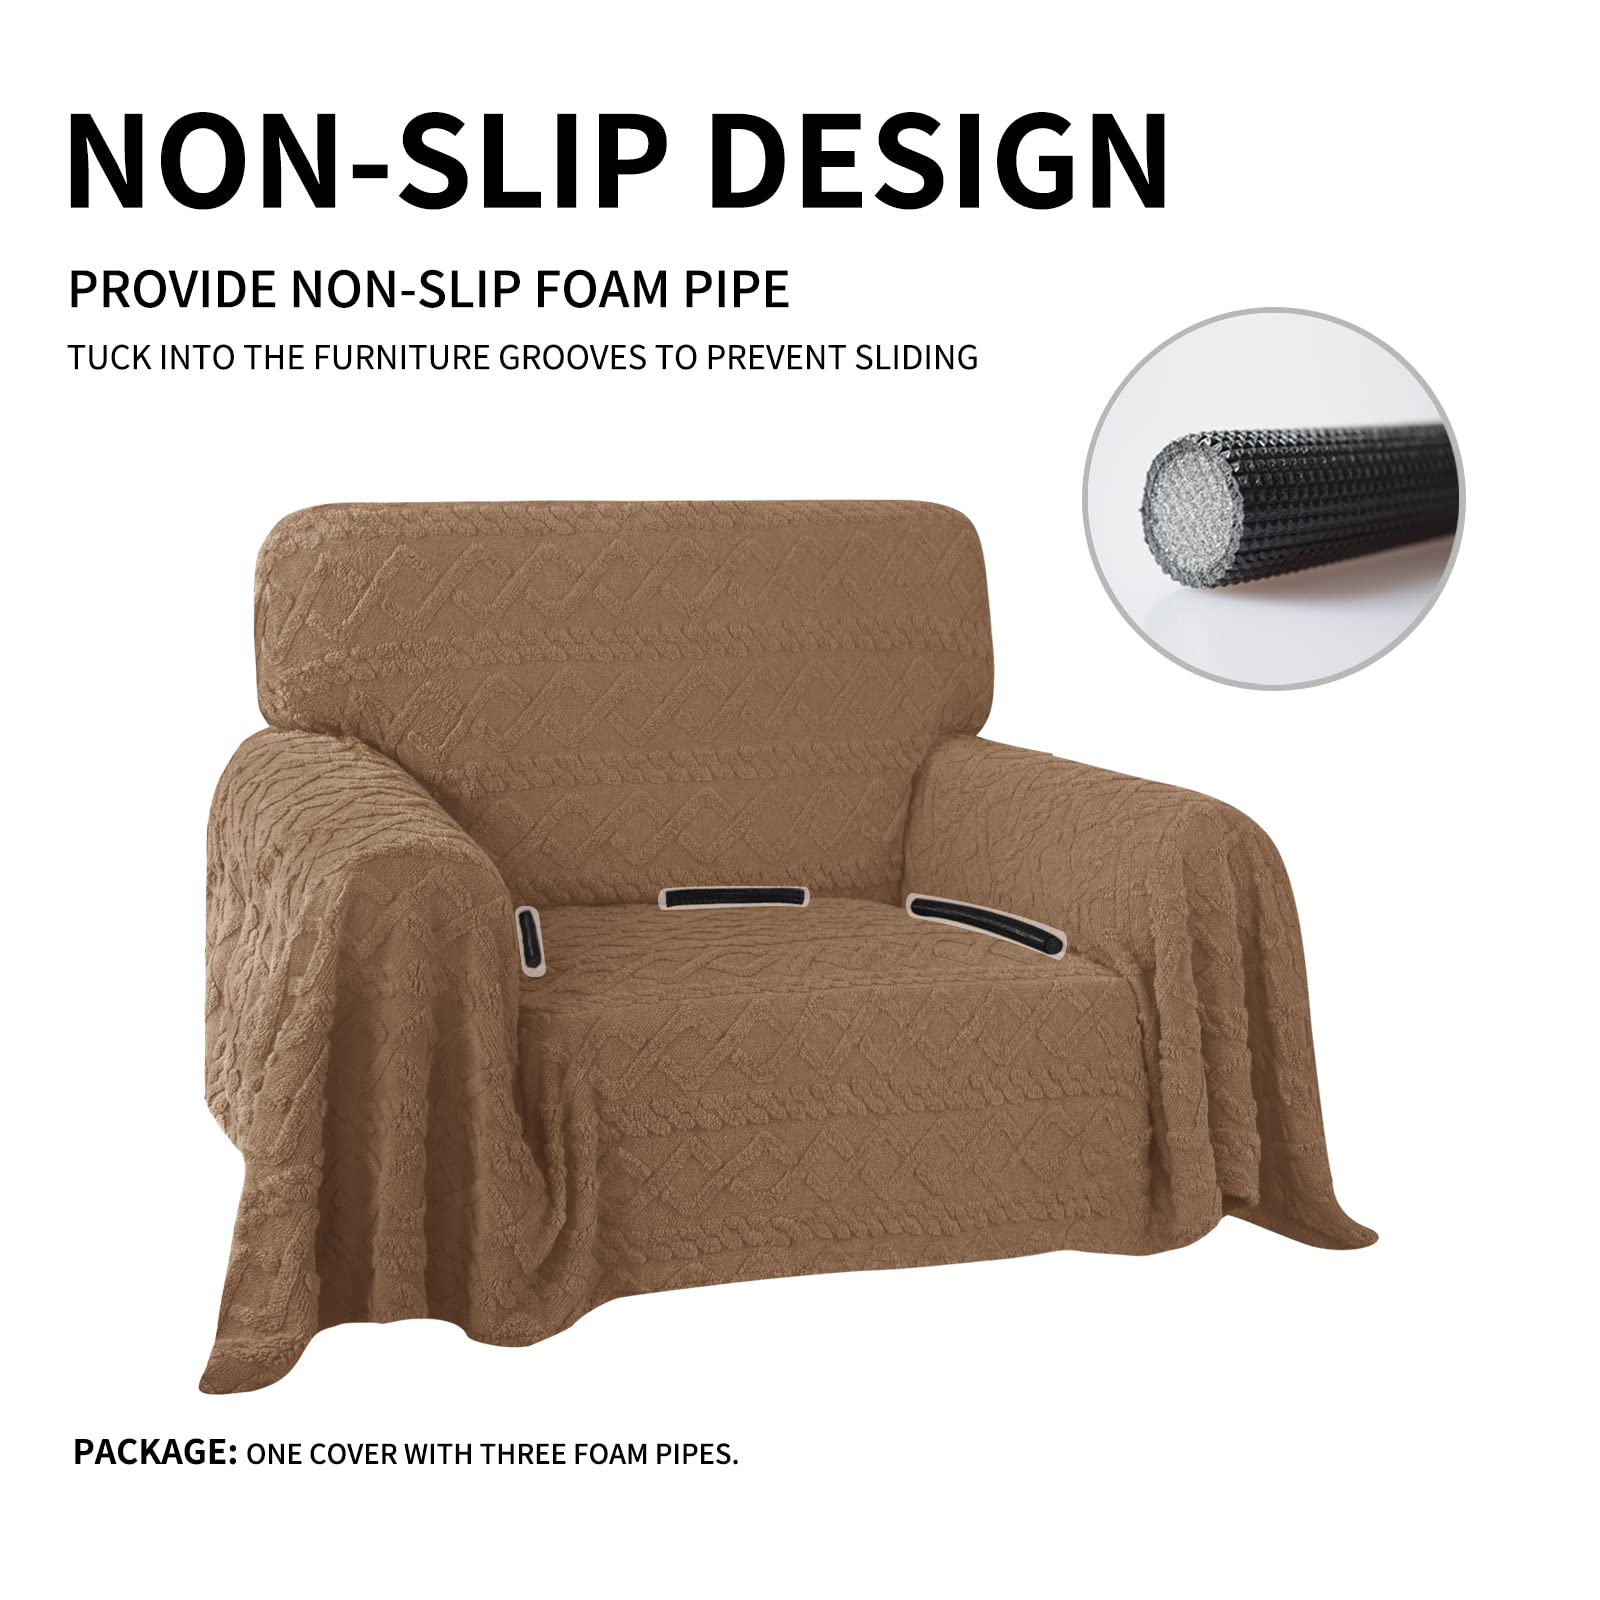 NON-SLIP DESIGN
PROVIDE NON-SLIP FOAM PIPE
TUCK INTO THE FURNITURE GROOVES TO PREVENT SLIDING
PACKAGE: ONE COVER WITH THREE FOAM PIPES.